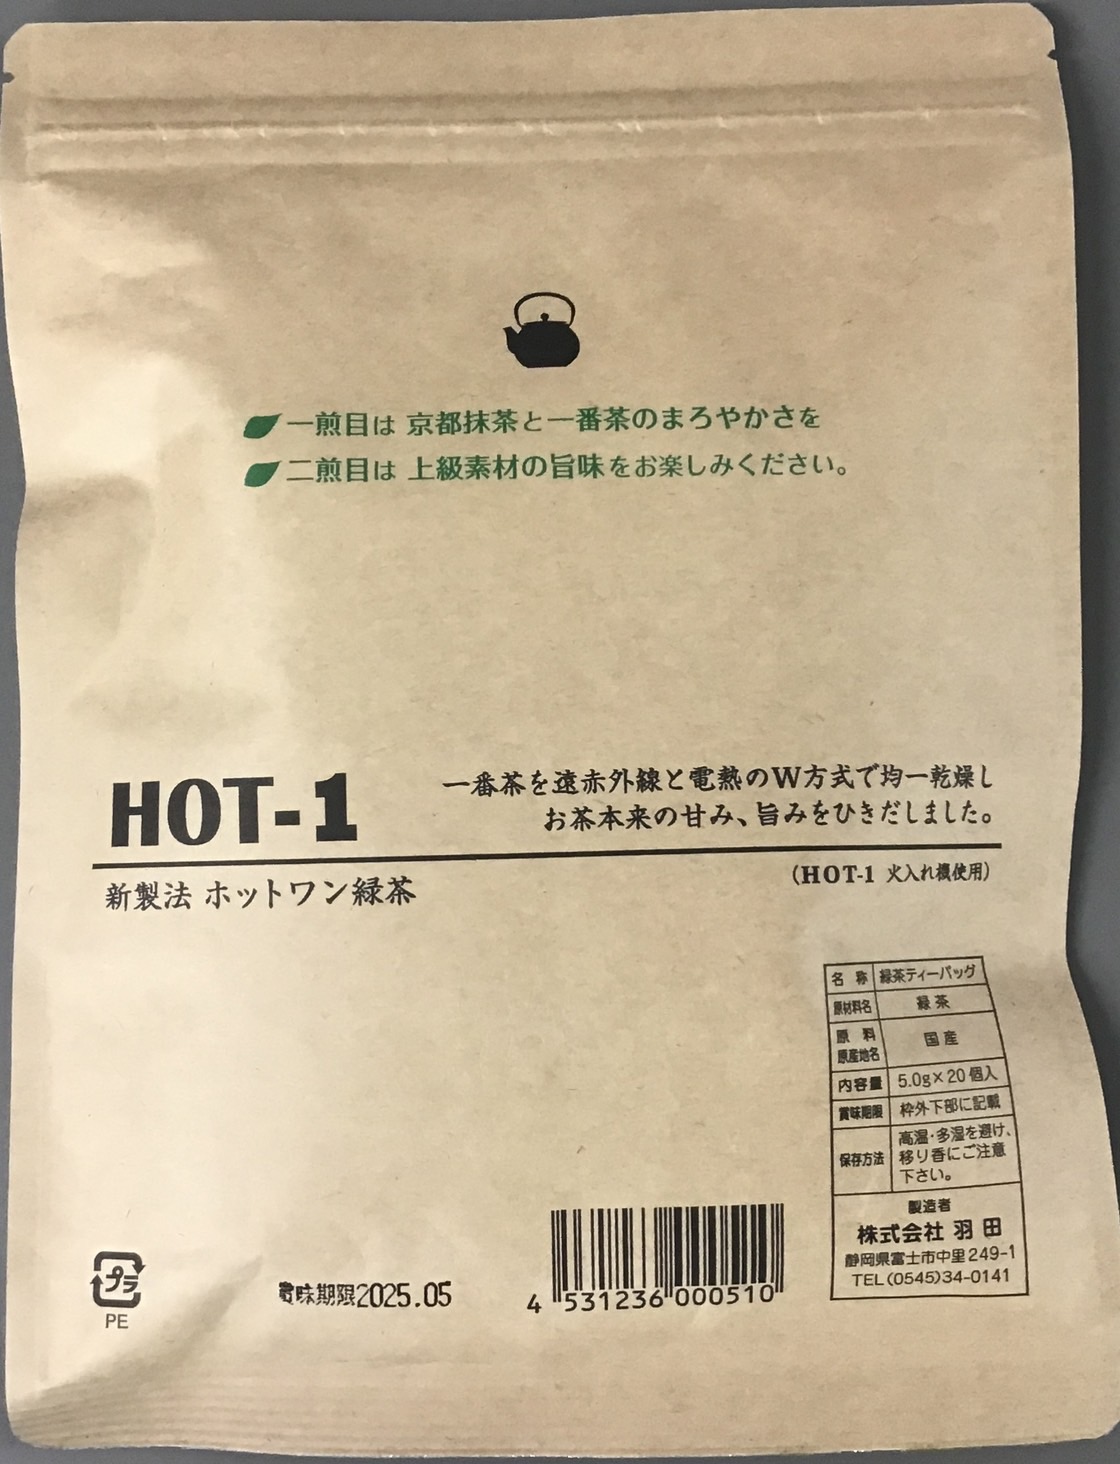 一煎目は 京都抹茶と一番茶のまろやかさを
二煎目は 上級素材の旨味をお楽しみください。
HOT-1
一番茶を遠赤外線と電熱のW方式で均一乾燥し
お茶本来の甘み、旨みをひきだしました。
新製法 ホットワン緑茶
(HOT-1 火入れ機使用)
名称 緑茶ティーバッグ
原材料名 緑茶
原料
原産地名 国産
内容量 5.0g×20個入
賞味期限 枠外下部に記載
保存方法 高温・多湿を避け、
移り香にご注意
下さい。
製造者
株式会社 羽田
静岡県富士市中里249-1
TEL(0545)34-0141
プラ
PE
賞味期限2025.05
4 531236 000510